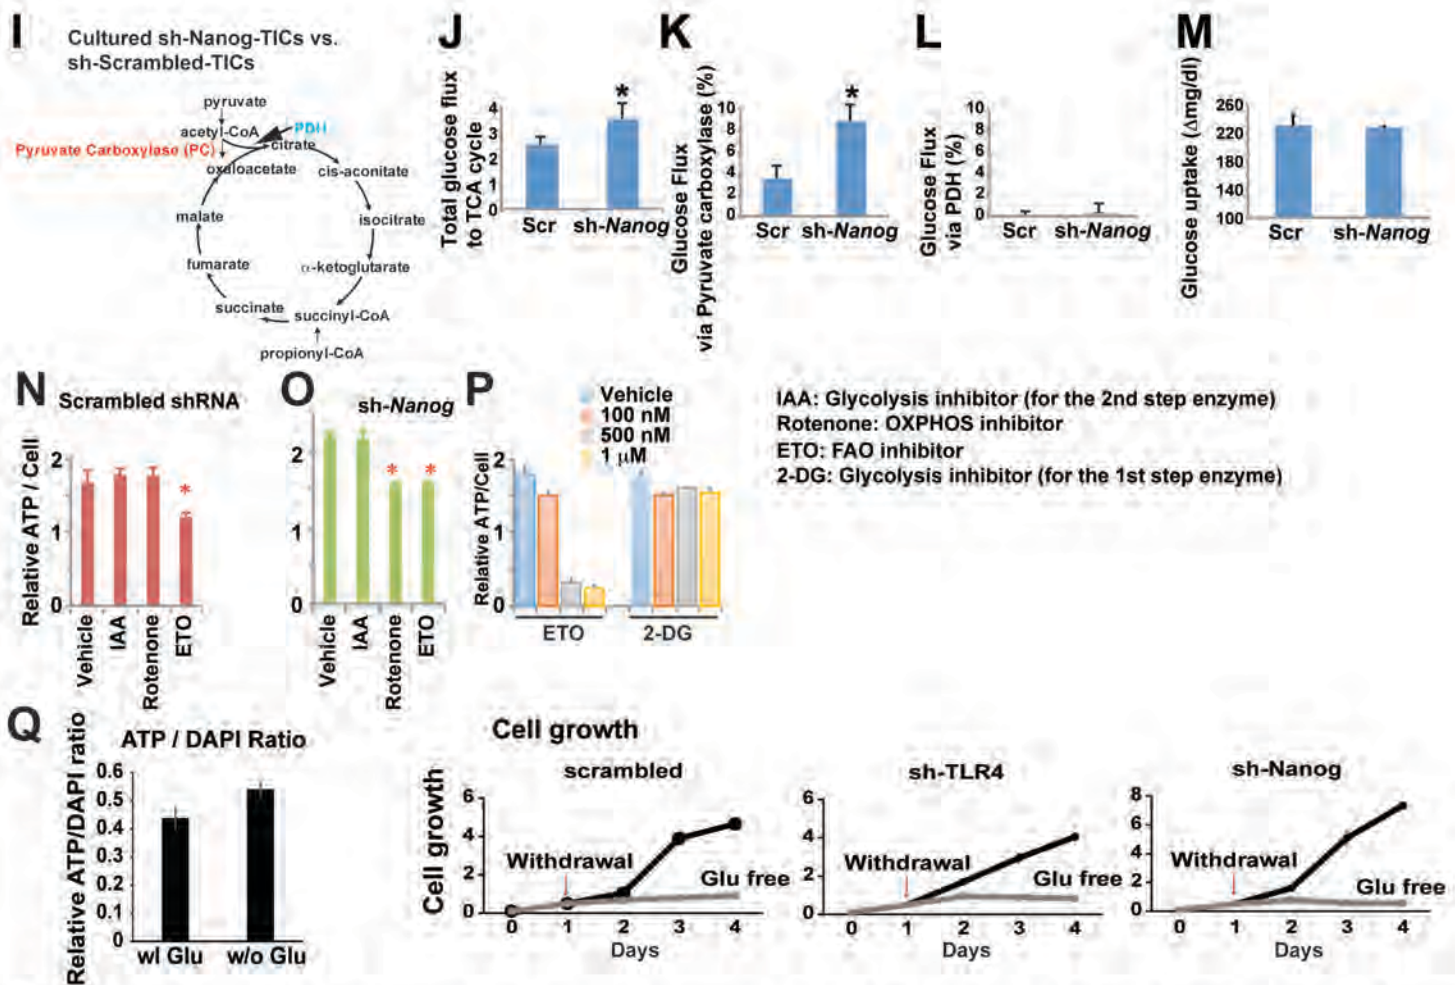 I
Cultured sh-Nanog-TICs vs.
sh-Scrambled-TICs
pyruvate
acetyl-CoA
PDH
citrate
Pyruvate Carboxylase (PC)
oxaloacetate
cis-aconitate
malate
isocitrate
fumarate
α-ketoglutarate
succinate
succinyl-CoA
propionyl-CoA
J
Total glucose flux
to TCA cycle
4
3
2
1
0
Scr sh-Nanog
*
K
Glucose Flux
via Pyruvate carboxylase (%)
10
8
6
4
2
0
Scr sh-Nanog
*
L
Glucose Flux
via PDH (%)
10
8
6
4
2
0
Scr sh-Nanog
M
Glucose uptake (Δmg/dl)
260
220
190
130
100
Scr sh-Nanog
N
Scrambled shRNA
Relative ATP / Cell
2
1
0
*
Vehicle
IAA
Rotenone
ETO
O
sh-Nanog
2
1
0
* *
Vehicle
IAA
Rotenone
ETO
P
Vehicle
100 nM
500 nM
1 μM
Relative ATP/Cell
2
1
0
ETO 2-DG
IAA: Glycolysis inhibitor (for the 2nd step enzyme)
Rotenone: OXPHOS inhibitor
ETO: FAO inhibitor
2-DG: Glycolysis inhibitor (for the 1st step enzyme)
Q
ATP / DAPI Ratio
Relative ATP/DAPI ratio
0.6
0.5
0.4
0.3
0.2
0.1
0
wl Glu w/o Glu
Cell growth
Cell growth
scrambled
6
4
2
0
Withdrawal
Glu free
0 1 2 3 4
Days
sh-TLR4
6
4
2
0
Withdrawal
Glu free
0 1 2 3 4
Days
sh-Nanog
8
6
4
2
0
Withdrawal
Glu free
0 1 2 3 4
Days